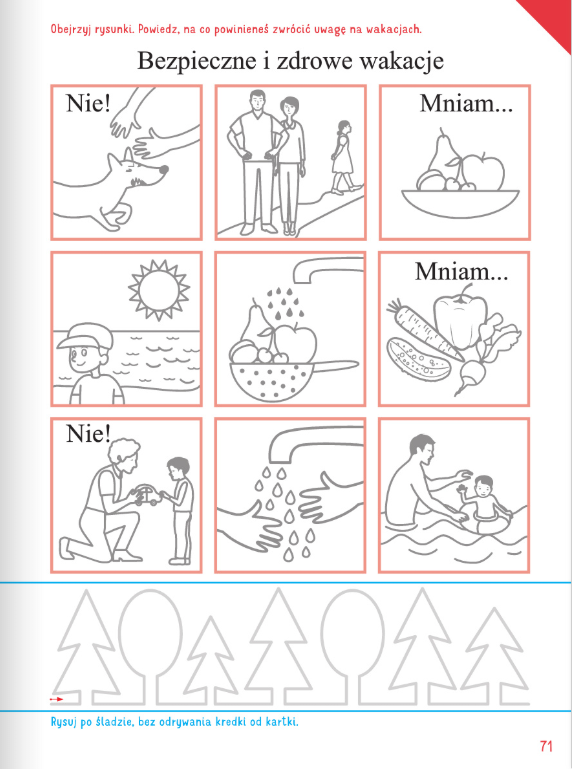 Obejrzyj rysunki. Powiedz, na co powinieneś zwrócić uwagę na wakacjach.
Bezpieczne i zdrowe wakacje
Nie!
Mniam...
Mniam...
Nie!
Rysuj po śladzie, bez odrywania kredki od kartki.
71